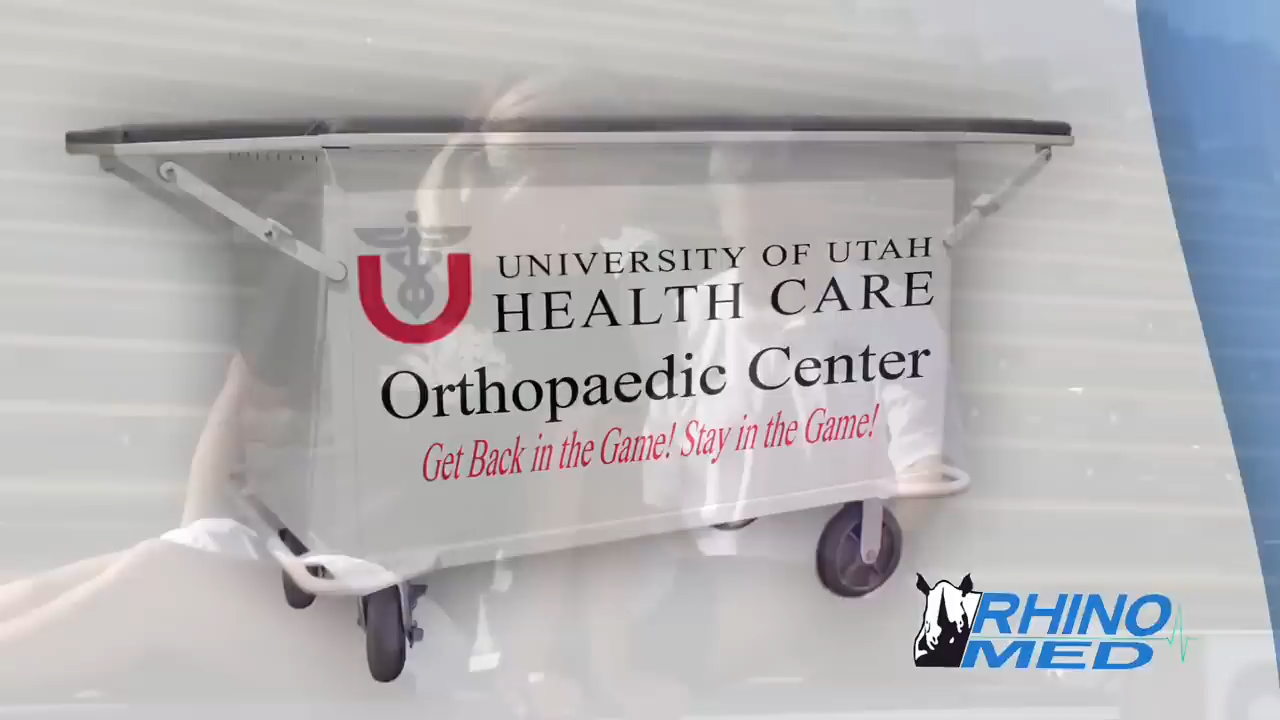 UNIVERSITY OF UTAH
HEALTH CARE
Orthopaedic Center
Get Back in the Game! Stay in the Game!
RHINO
MED